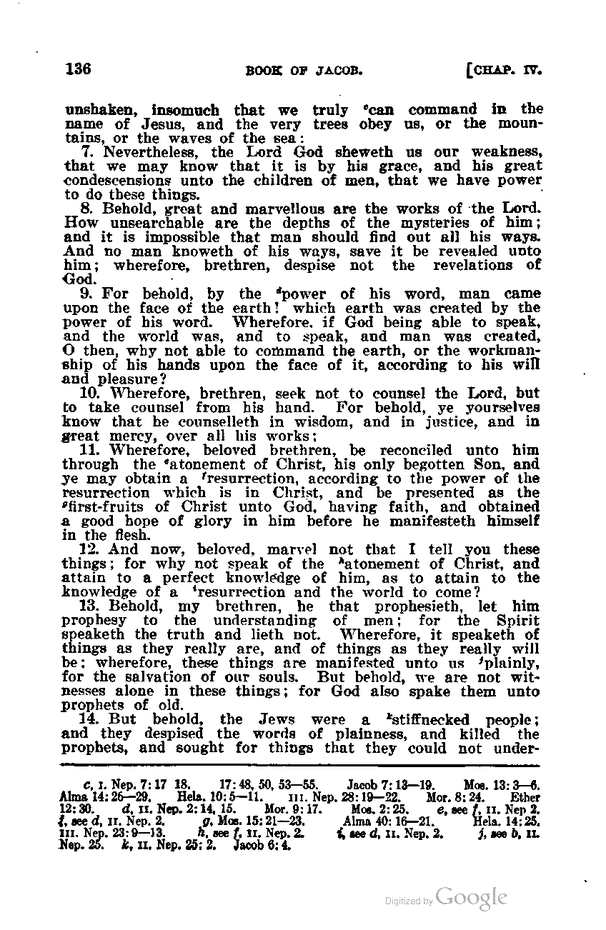 136 BOOK OF JACOB. [CHAP. IV.
unshaken, insomuch that we truly ᶜcan command in the
name of Jesus, and the very trees obey us, or the moun-
tains, or the waves of the sea:
7. Nevertheless, the Lord God sheweth us our weakness,
that we may know that it is by his grace, and his great
condescensions unto the children of men, that we have power
to do these things.
8. Behold, great and marvellous are the works of the Lord.
How unsearchable are the depths of the mysteries of him;
and it is impossible that man should find out all his ways.
And no man knoweth of his ways, save it be revealed unto
him; wherefore, brethren, despise not the revelations of
God.
9. For behold, by the ᵈpower of his word, man came
upon the face of the earth! which earth was created by the
power of his word. Wherefore, if God being able to speak,
and the world was, and to speak, and man was created,
O then, why not able to command the earth, or the workman-
ship of his hands upon the face of it, according to his will
and pleasure?
10. Wherefore, brethren, seek not to counsel the Lord, but
to take counsel from his hand. For behold, ye yourselves
know that he counselleth in wisdom, and in justice, and in
great mercy, over all his works:
11. Wherefore, beloved brethren, be reconciled unto him
through the ᵉatonement of Christ, his only begotten Son, and
ye may obtain a ᶠresurrection, according to the power of the
resurrection which is in Christ, and be presented as the
ᵍfirst-fruits of Christ unto God, having faith, and obtained
a good hope of glory in him before he manifesteth himself
in the flesh.
12. And now, beloved, marvel not that I tell you these
things; for why not speak of the ʰatonement of Christ, and
attain to a perfect knowledge of him, as to attain to the
knowledge of a ⁱresurrection and the world to come?
13. Behold, my brethren, he that prophesieth, let him
prophesy to the understanding of men; for the Spirit
speaketh the truth and lieth not. Wherefore, it speaketh of
things as they really are, and of things as they really will
be: wherefore, these things are manifested unto us ʲplainly,
for the salvation of our souls. But behold, we are not wit-
nesses alone in these things; for God also spake them unto
prophets of old.
14. But behold, the Jews were a ᵏstiffnecked people;
and they despised the words of plainness, and killed the
prophets, and sought for things that they could not under-
c, I. Nep. 7: 17 18. 17: 48, 50, 53—55. Jacob 7: 13—19. Mos. 13: 3—6.
Alma 14: 26—29. Hela. 10: 5—11. III. Nep. 28: 19—22. Mor. 8: 24. Ether
12: 30. d, II. Nep. 2: 14, 15. Mor. 9: 17. Mos. 2: 25. e, see f, II. Nep 2.
f, see d, II. Nep. 2. g, Mos. 15: 21—23. Alma 40: 16—21. Hela. 14: 25.
III. Nep. 23: 9—13. h, see f, II. Nep. 2. i, see d, II. Nep. 2. j, see b, II.
Nep. 25. k, II. Nep. 25: 2. Jacob 6: 4.
Digitized by Google